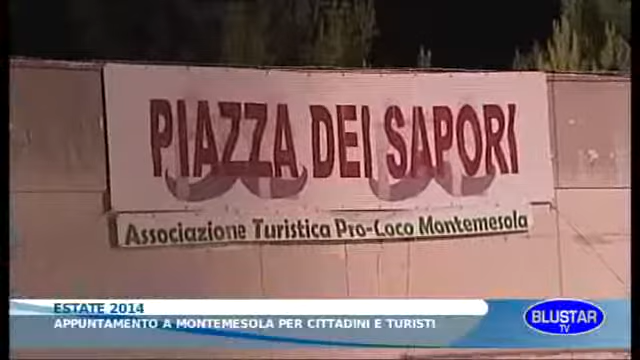 PIAZZA DEI SAPORI
Associazione Turistica Pro-Loco Montemesola
ESTATE 2014
APPUNTAMENTO A MONTEMESOLA PER CITTADINI E TURISTI
BLUSTAR
TV